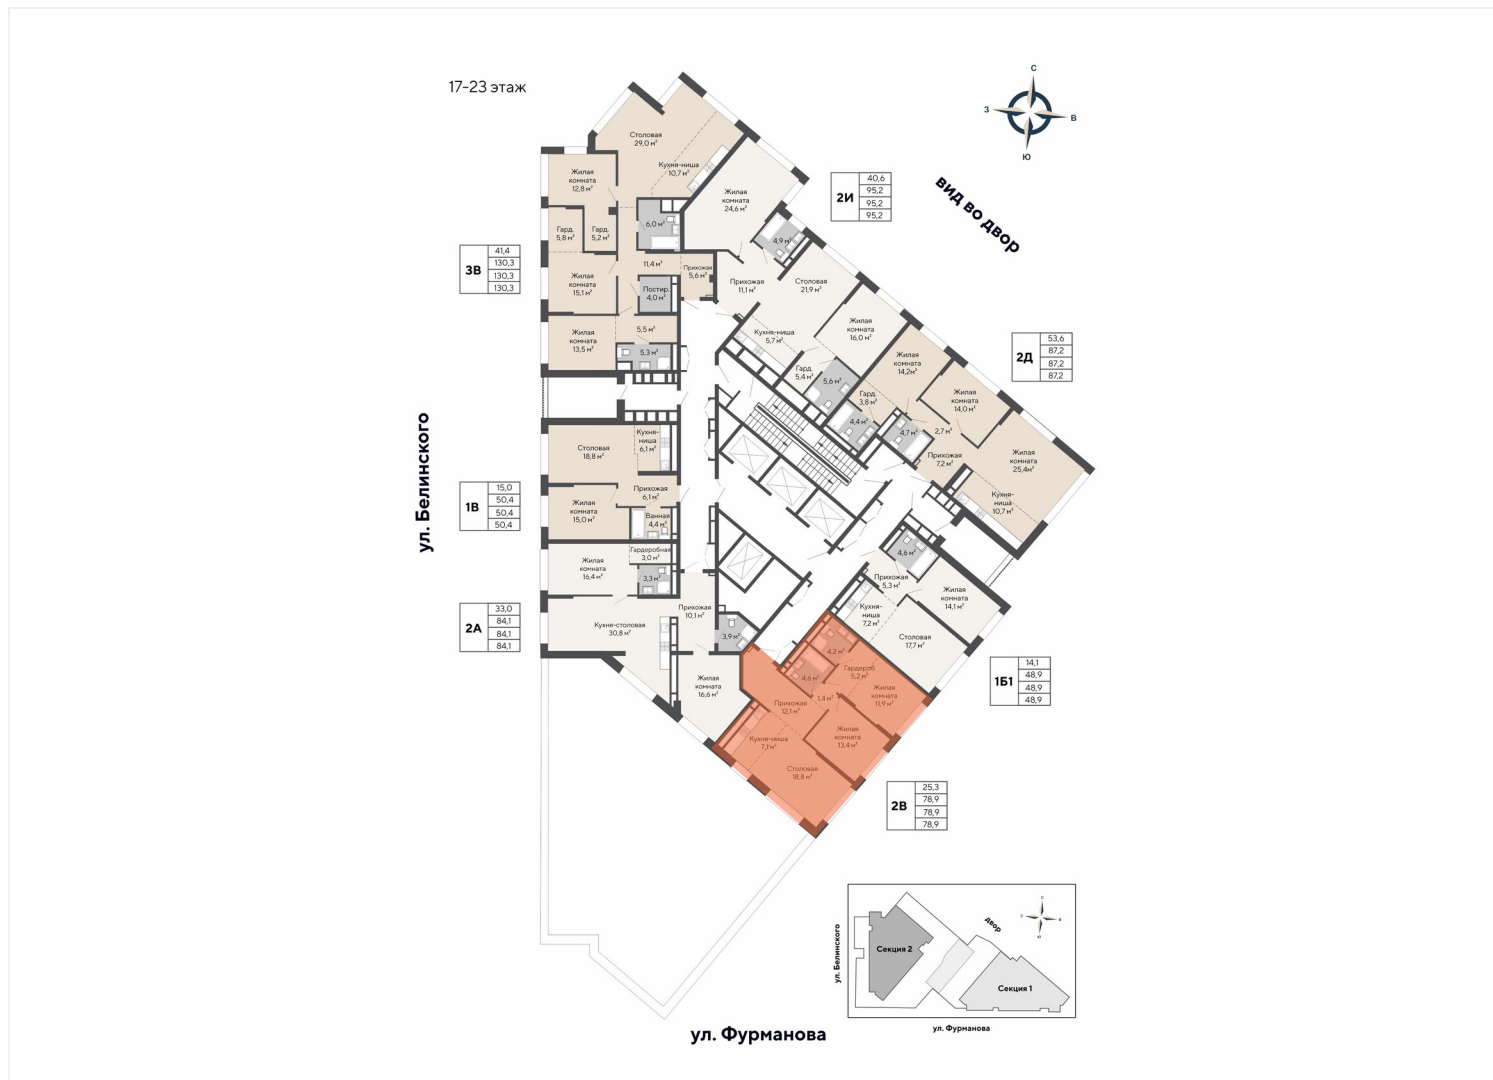 17-23 этаж
С
З
В
Ю
вид во двор
ул. Белинского
ул. Фурманова
3В
41,4
130,3
130,3
130,3
Столовая
29,0 м²
Кухня-ниша
10,7 м²
Жилая
комната
12,8 м²
Гард.
5,8 м²
Гард.
5,2 м²
6,0 м²
11,4 м²
Прихожая
5,6 м²
Жилая
комната
15,1 м²
Постир.
4,0 м²
Жилая
комната
13,5 м²
5,5 м²
5,3 м²
2И
40,6
95,2
95,2
95,2
Жилая
комната
24,6 м²
4,9 м²
Прихожая
11,1 м²
Столовая
21,9 м²
Кухня-ниша
5,7 м²
Жилая
комната
16,0 м²
Гард.
5,4 м²
5,6 м²
2Д
53,6
87,2
87,2
87,2
Жилая
комната
14,2м²
Жилая
комната
14,0 м²
Гард.
3,8 м²
4,4 м²
4,7 м²
2,7 м²
Прихожая
7,2 м²
Жилая
комната
25,4м²
Кухня-
ниша
10,7 м²
1В
15,0
50,4
50,4
50,4
Столовая
18,8 м²
Кухня-
ниша
6,1 м²
Прихожая
6,1 м²
Жилая
комната
15,0 м²
Ванная
4,4 м²
2А
33,0
84,1
84,1
84,1
Жилая
комната
16,4 м²
Гардеробная
3,0 м²
3,3 м²
Прихожая
10,1 м²
Кухня-столовая
30,8 м²
3,9 м²
Жилая
комната
16,6 м²
1Б1
14,1
48,9
48,9
48,9
4,6 м²
Прихожая
5,3 м²
Жилая
комната
14,1 м²
Кухня-
ниша
7,2 м²
Столовая
17,7 м²
2В
25,3
78,9
78,9
78,9
4,2 м²
Гардероб
5,2 м²
4,6 м²
1,4 м²
Жилая
комната
11,9 м²
Прихожая
12,1 м²
Жилая
комната
13,4 м²
Кухня-ниша
7,1 м²
Столовая
18,8 м²
ул. Белинского
двор
Секция 2
Секция 1
ул. Фурманова